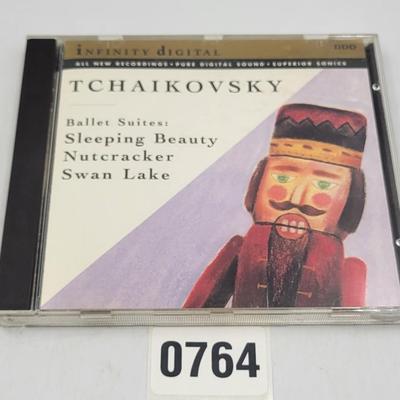 INFINITY DIGITAL
DDD
ALL NEW RECORDINGS • PURE DIGITAL SOUND • SUPERIOR SONICS
TCHAIKOVSKY
Ballet Suites:
Sleeping Beauty
Nutcracker
Swan Lake
0764